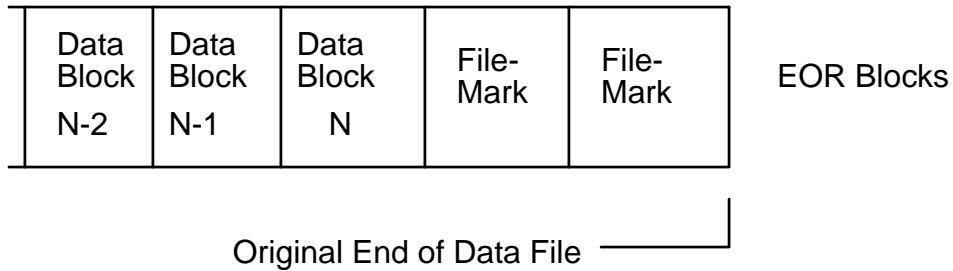 Data
Block
N-2
Data
Block
N-1
Data
Block
N
File-
Mark
File-
Mark
EOR Blocks
Original End of Data File